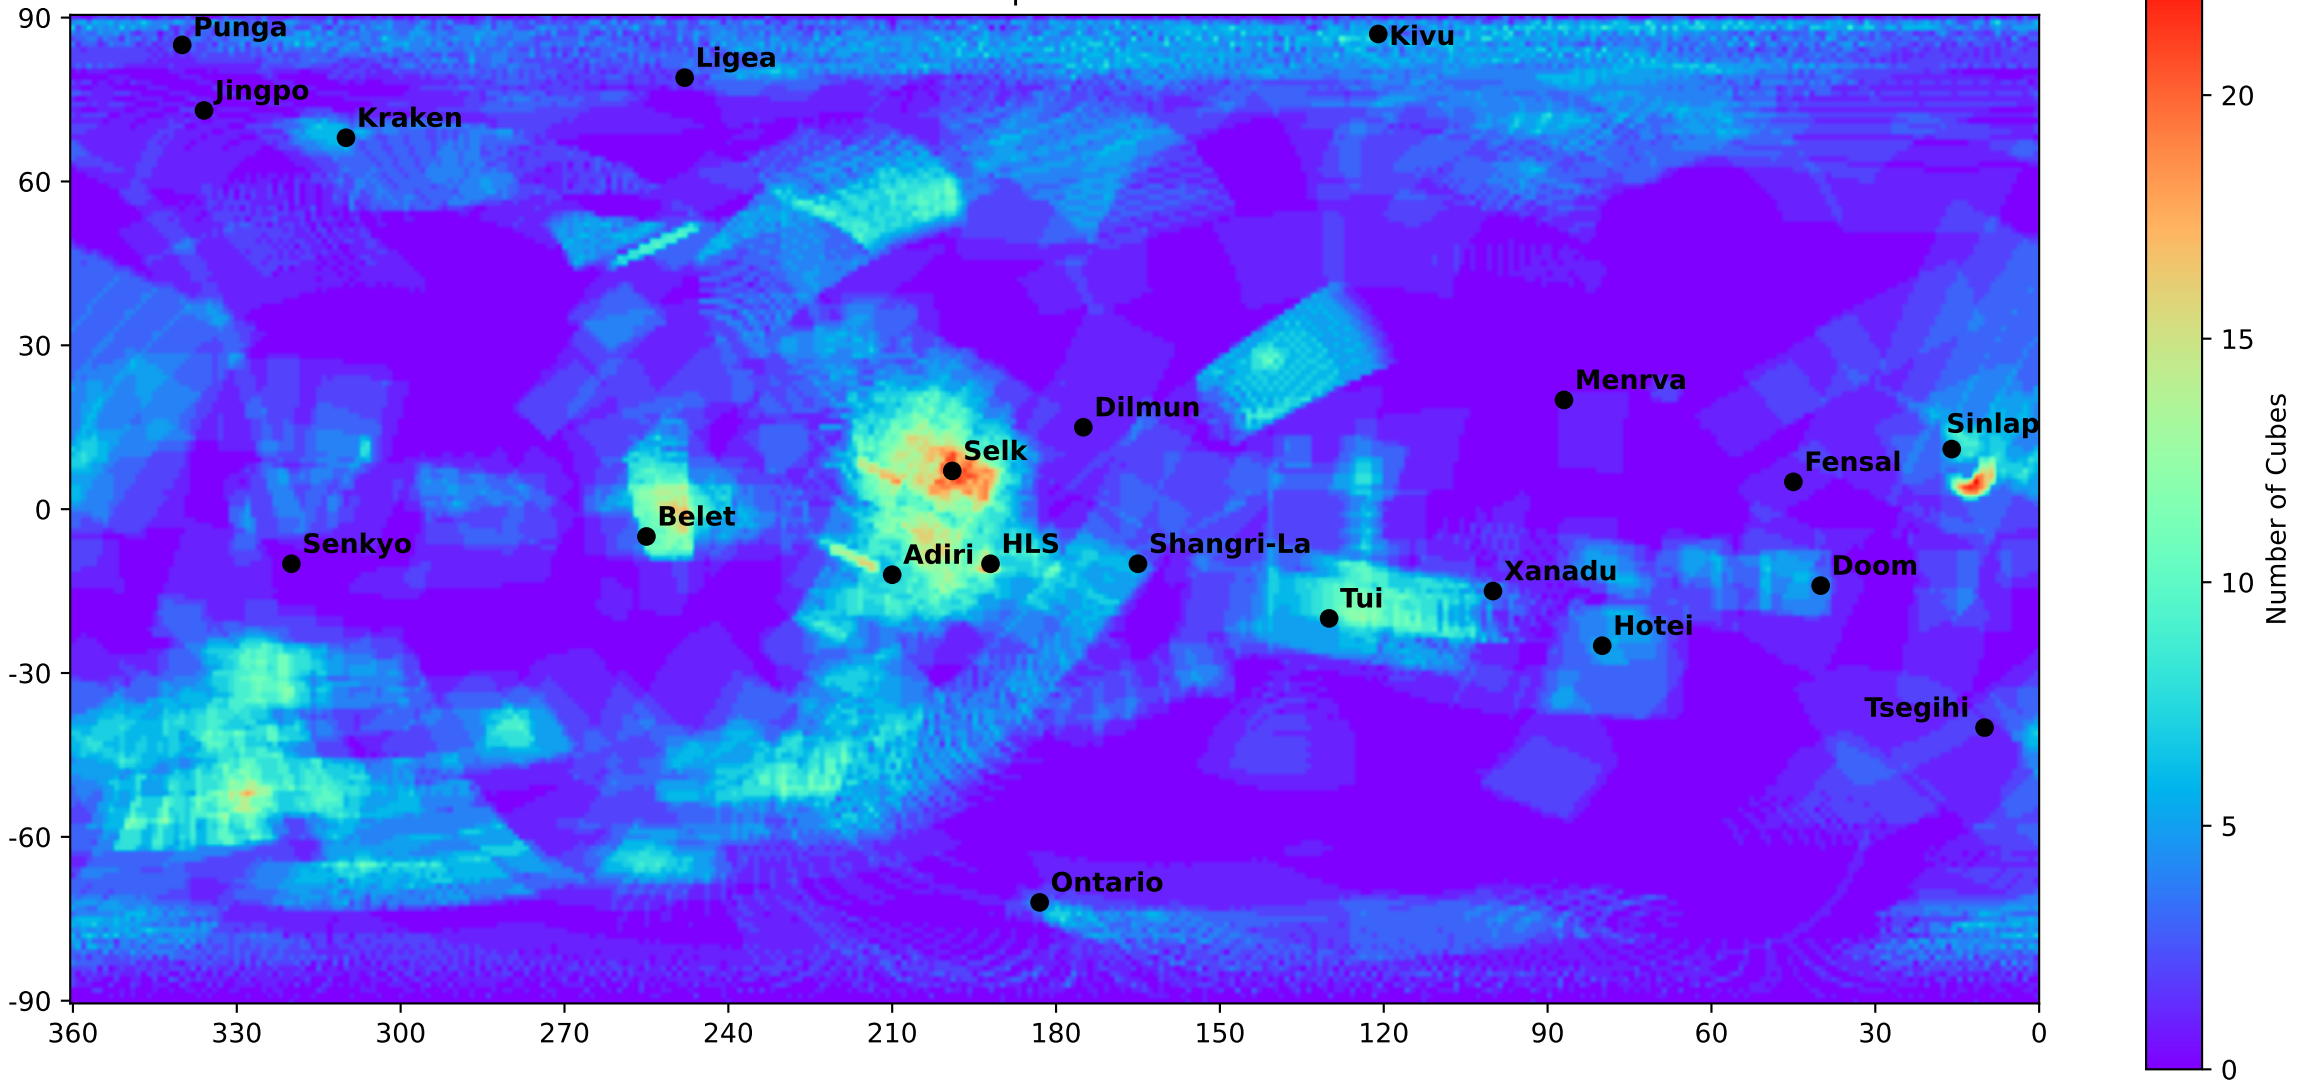 90
60
30
0
-30
-60
-90
360
330
300
270
240
210
180
150
120
90
60
30
0
Punga
Kivu
Ligea
Jingpo
Kraken
Menrva
Dilmun
Sinlap
Selk
Fensal
Belet
Senkyo
HLS
Shangri-La
Adiri
Doom
Xanadu
Tui
Hotei
Tsegihi
Ontario
20
15
10
5
0
Number of Cubes